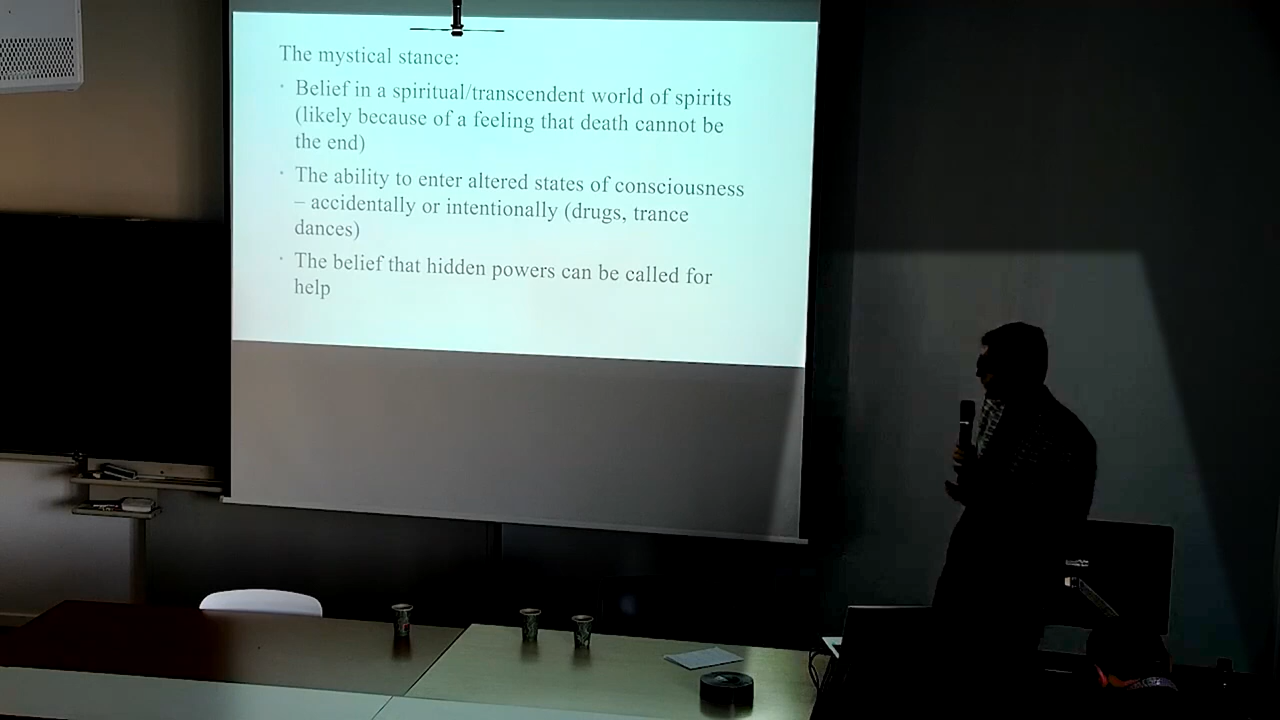 The mystical stance:
· Belief in a spiritual/transcendent world of spirits
(likely because of a feeling that death cannot be
the end)
· The ability to enter altered states of consciousness
– accidentally or intentionally (drugs, trance
dances)
· The belief that hidden powers can be called for
help